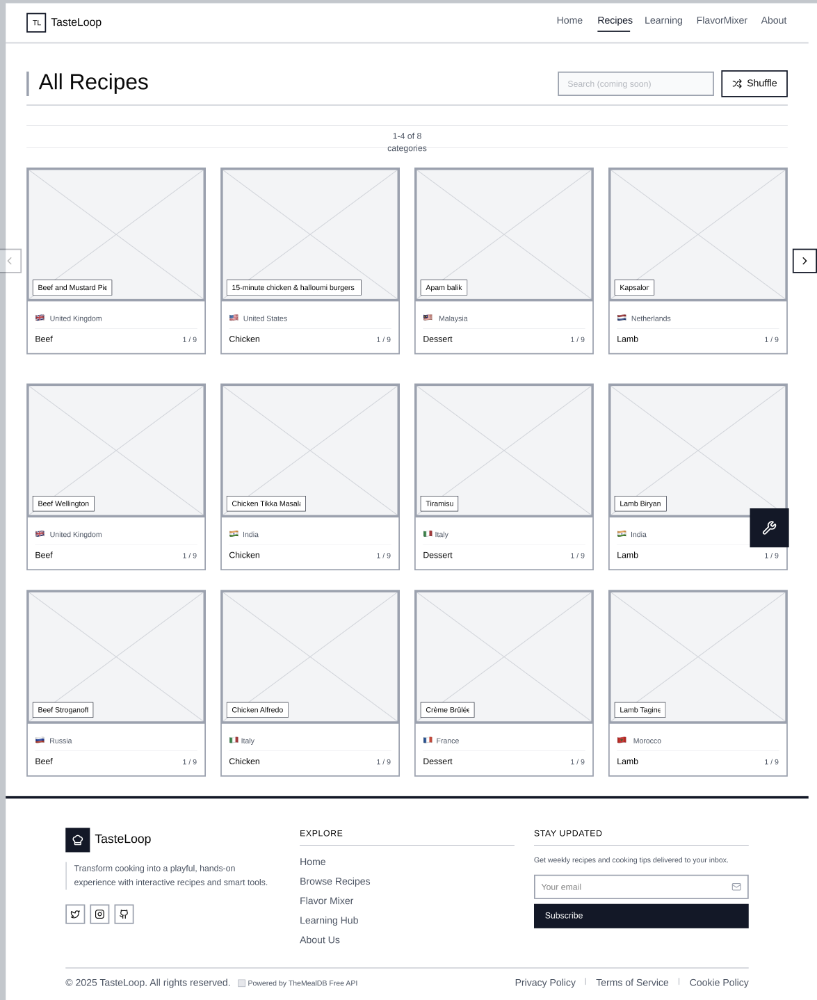 TL TasteLoop
Home Recipes Learning FlavorMixer About
All Recipes
Search (coming soon)
Shuffle
1-4 of 8
categories
Beef and Mustard Pie
15-minute chicken & halloumi burgers
Apam balik
Kapsalon
United Kingdom
United States
Malaysia
Netherlands
Beef 1 / 9
Chicken 1 / 9
Dessert 1 / 9
Lamb 1 / 9
Beef Wellington
Chicken Tikka Masala
Tiramisu
Lamb Biryan
United Kingdom
India
Italy
India
Beef 1 / 9
Chicken 1 / 9
Dessert 1 / 9
Lamb 1 / 9
Beef Stroganoff
Chicken Alfredo
Crème Brûlée
Lamb Tagine
Russia
Italy
France
Morocco
Beef 1 / 9
Chicken 1 / 9
Dessert 1 / 9
Lamb 1 / 9
TasteLoop
Transform cooking into a playful, hands-on
experience with interactive recipes and smart tools.
EXPLORE
Home
Browse Recipes
Flavor Mixer
Learning Hub
About Us
STAY UPDATED
Get weekly recipes and cooking tips delivered to your inbox.
Your email
Subscribe
© 2025 TasteLoop. All rights reserved.
Powered by TheMealDB Free API
Privacy Policy
Terms of Service
Cookie Policy